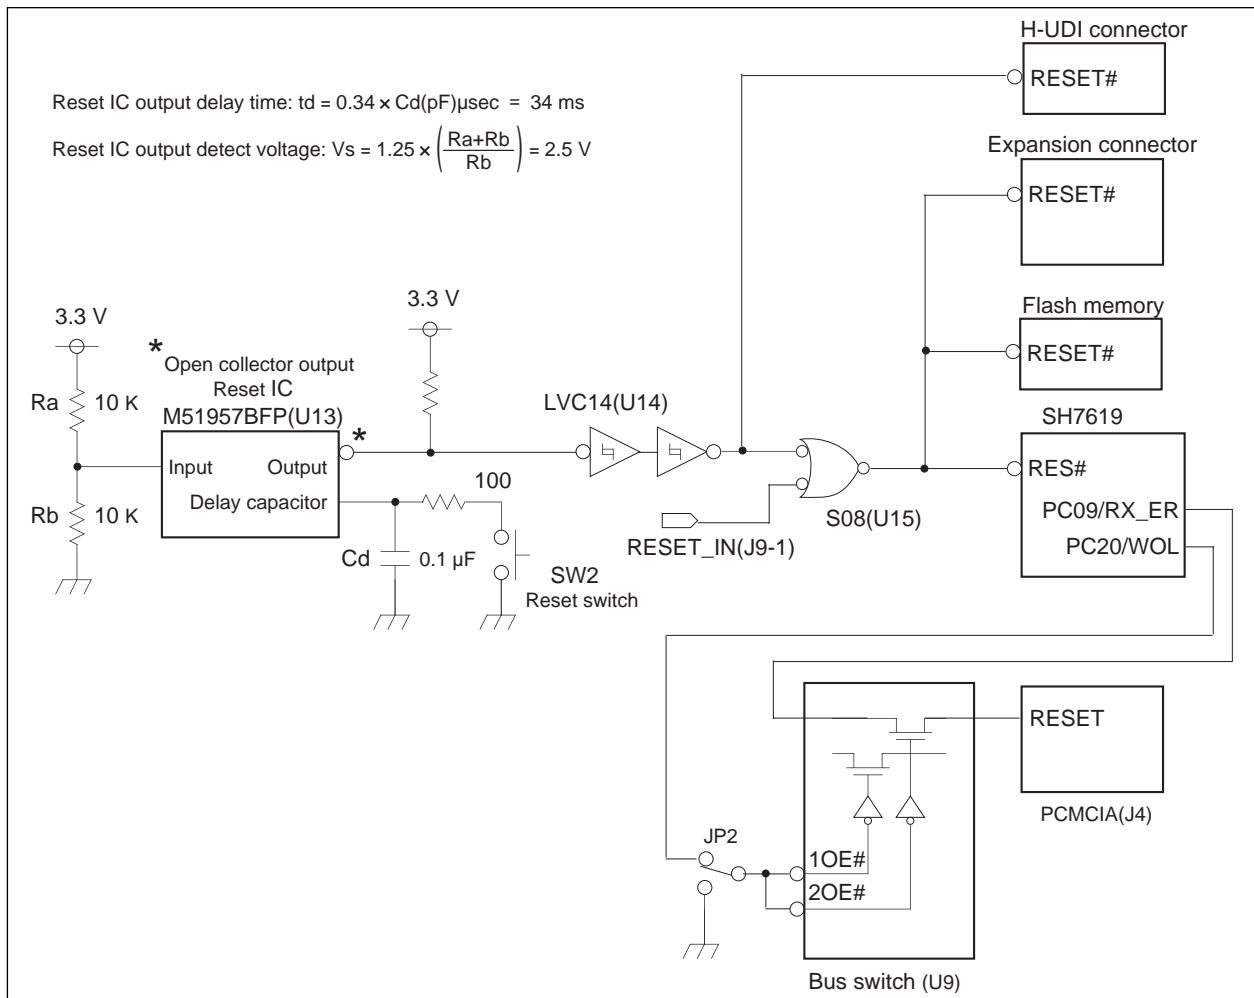 H-UDI connector
RESET#
Reset IC output delay time: td = 0.34 × Cd(pF)μsec = 34 ms
Reset IC output detect voltage: Vs = 1.25 × (Ra+Rb/Rb) = 2.5 V
Expansion connector
RESET#
3.3 V
3.3 V
Flash memory
RESET#
* Open collector output
Reset IC
M51957BFP(U13)
*
Ra 10 K
LVC14(U14)
SH7619
Input Output
Delay capacitor
RES#
Rb 10 K
100
S08(U15)
PC09/RX_ER
RESET_IN(J9-1)
PC20/WOL
Cd 0.1 μF
SW2
Reset switch
RESET
PCMCIA(J4)
JP2
1OE#
2OE#
Bus switch (U9)